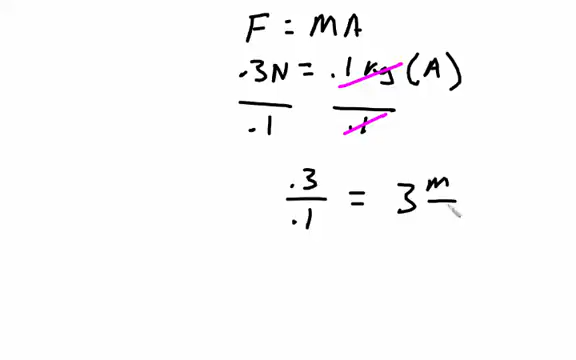 F = MA
.3N = .1 kg (A)
.1 .1
.3/.1 = 3 m/